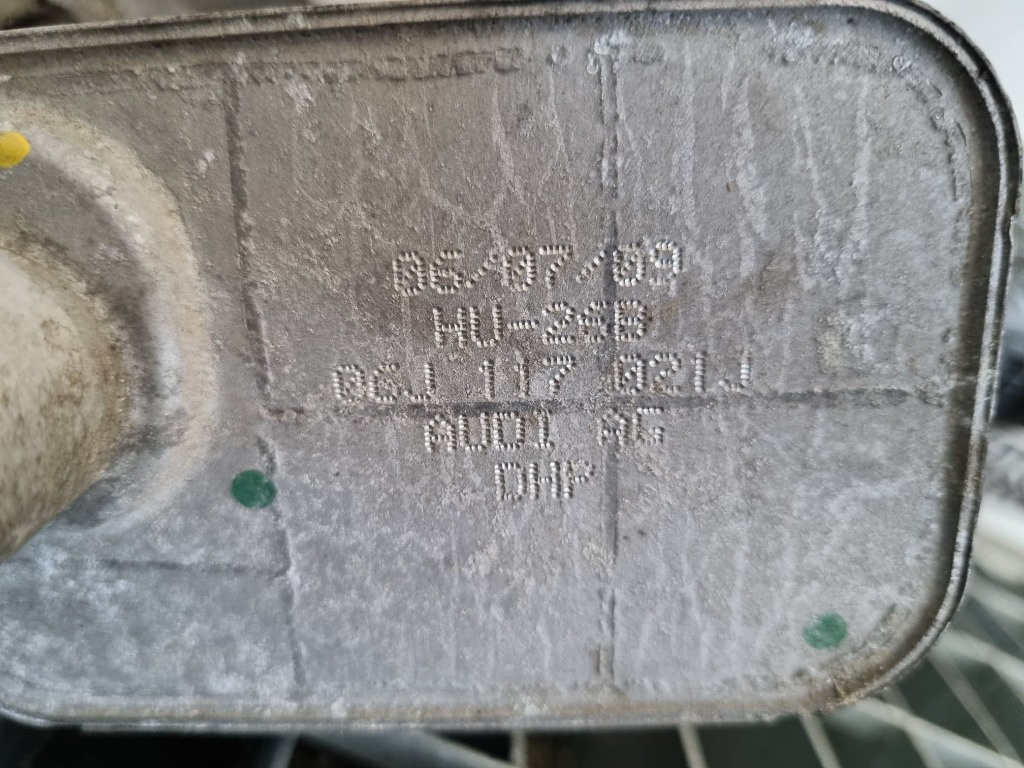 06/07/09
HU-26B
06J 117 021J
AUDI AG
DHP